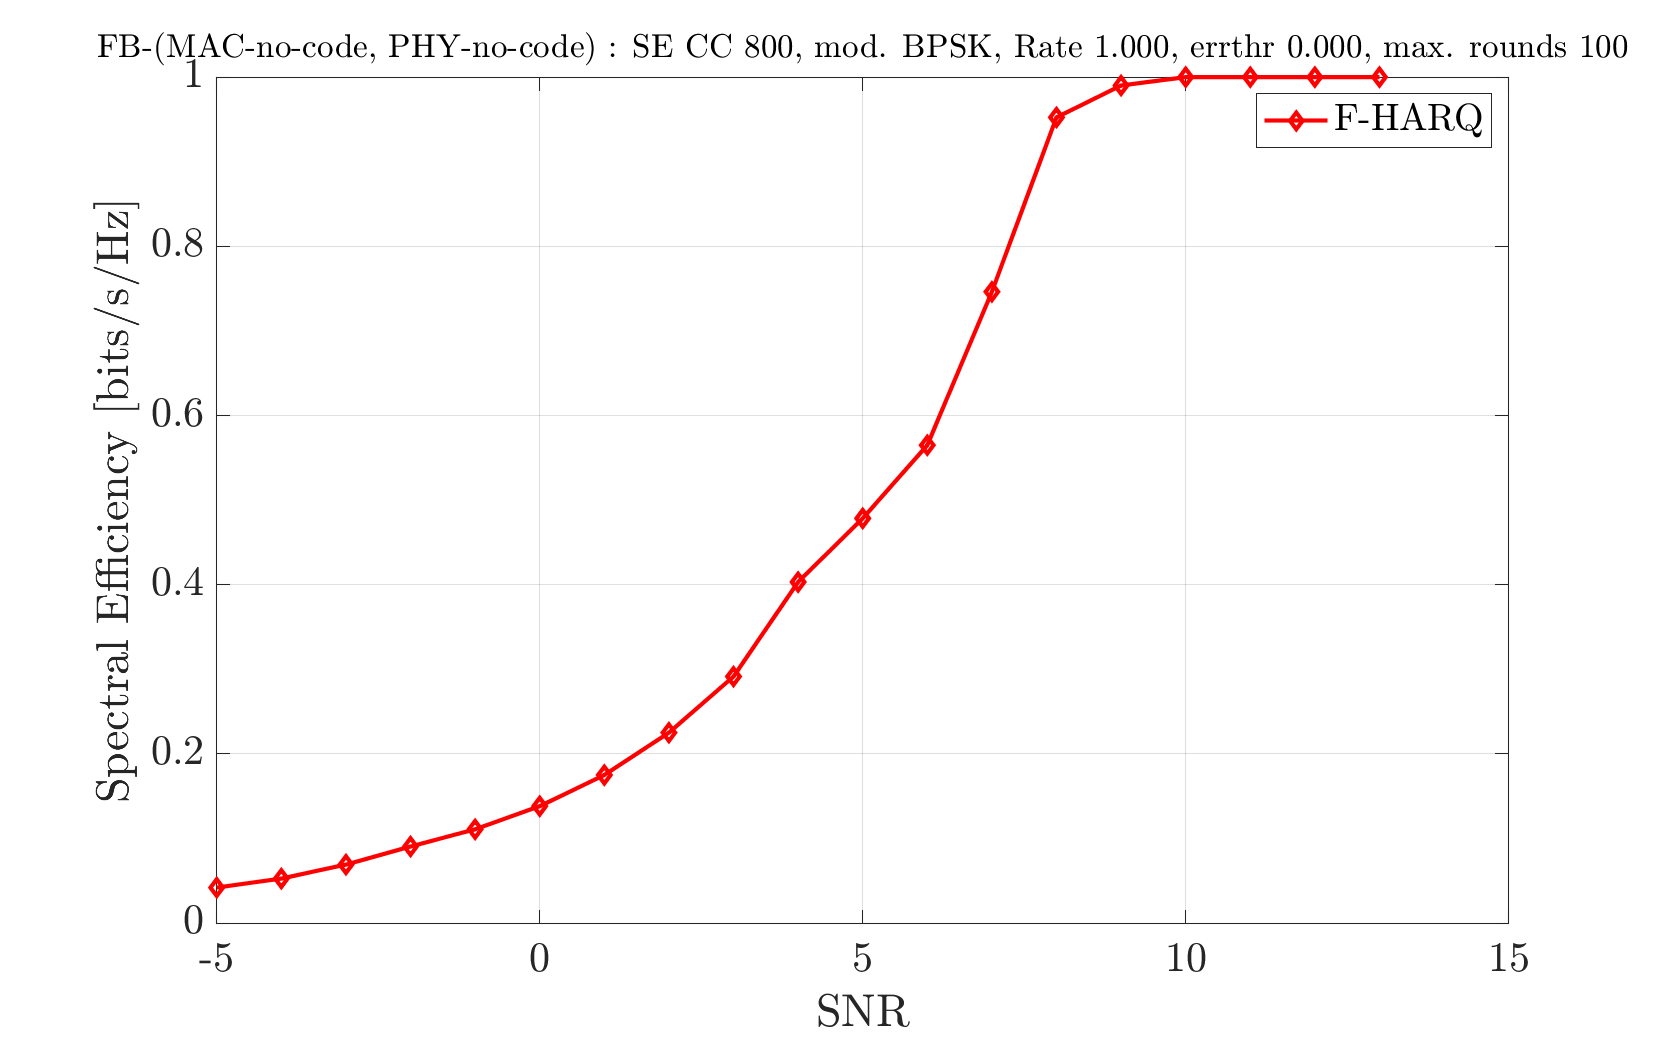 FB-(MAC-no-code, PHY-no-code) : SE CC 800, mod. BPSK, Rate 1.000, errthr 0.000, max. rounds 100
1
F-HARQ
0.8
0.6
0.4
0.2
0
Spectral Efficiency [bits/s/Hz]
-5 0 5 10 15
SNR